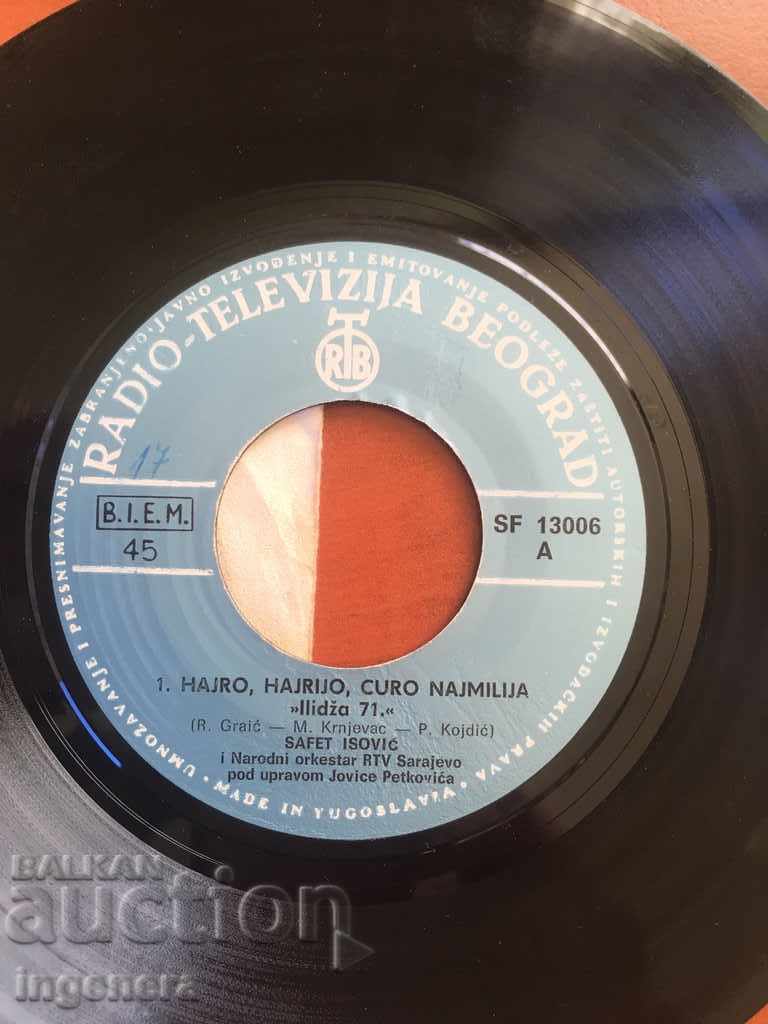 UMNOŽAVANJE I PRESNIMAVANJE ZABRANJENO·JAVNO IZVOĐENJE I EMITOVANJE PODLEŽE ZAŠTITI AUTORSKIH I IZVOĐAČKIH PRAVA·
RADIO-TELEVIZIJA BEOGRAD
RTB
17
B.I.E.M.
45
SF 13006
A
1. HAJRO, HAJRIJO, CURO NAJMILIJA
»Ilidža 71.«
(R. Graić — M. Krnjevac — P. Kojdić)
SAFET ISOVIĆ
i Narodni orkestar RTV Sarajevo
pod upravom Jovice Petkovića
MADE IN YUGOSLAVIA
BALKAN
auction
ingenera